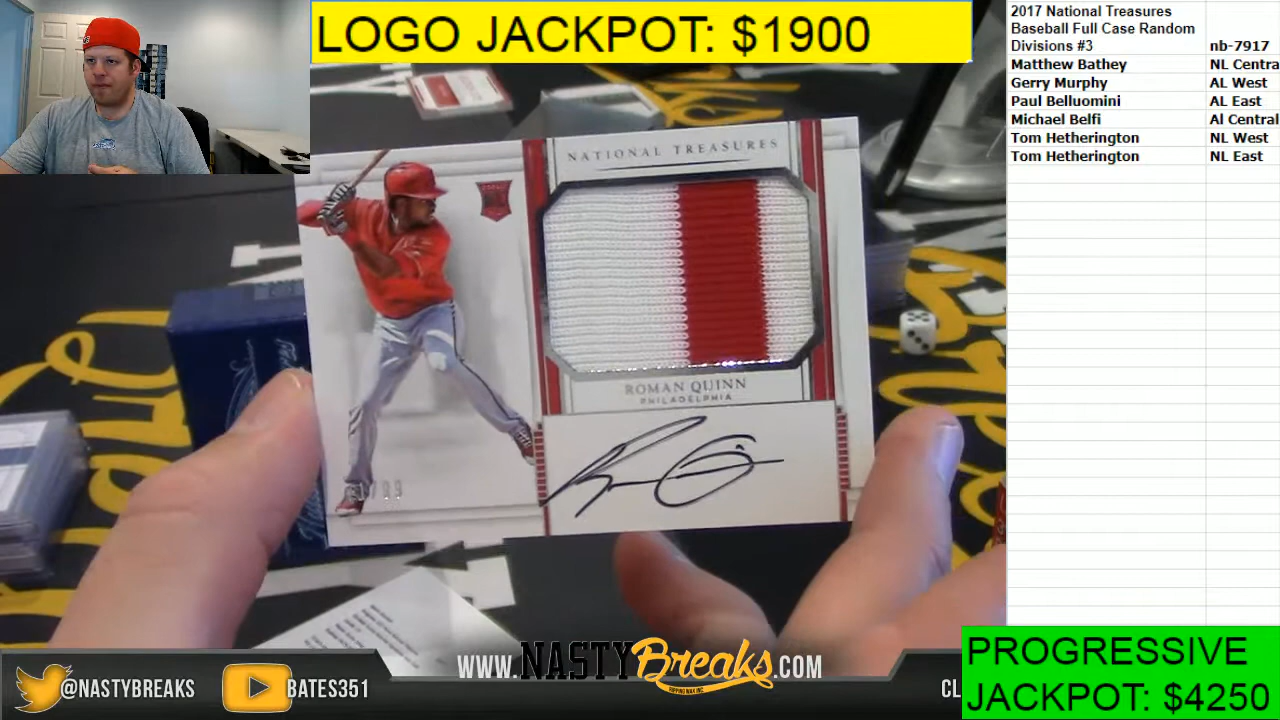 LOGO JACKPOT: $1900
2017 National Treasures
Baseball Full Case Random
Divisions #3 nb-7917
Matthew Bathey NL Centra
Gerry Murphy AL West
Paul Belluomini AL East
Michael Belfi Al Central
Tom Hetherington NL West
Tom Hetherington NL East
NATIONAL TREASURES
ROMAN QUINN
PHILADELPHIA
/99
WWW.NASTYBreaks.COM
@NASTYBREAKS
BATES351
CL
PROGRESSIVE
JACKPOT: $4250